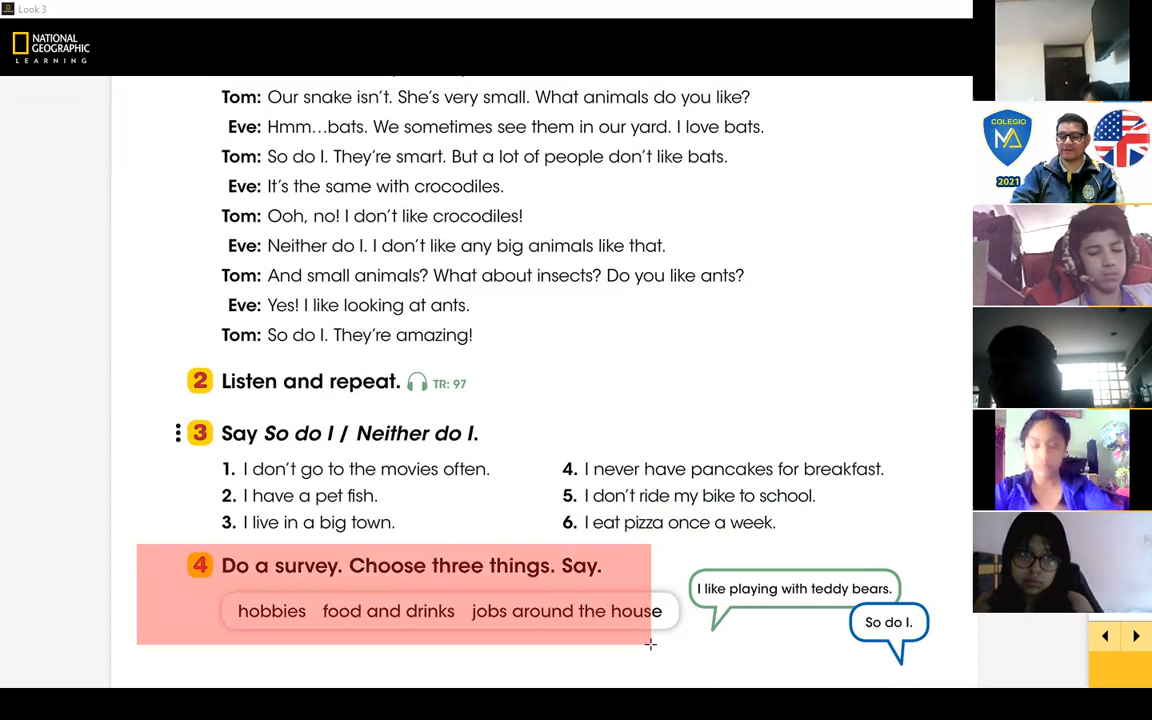 Look 3
NATIONAL
GEOGRAPHIC
LEARNING
Tom: Our snake isn't. She's very small. What animals do you like?
Eve: Hmm...bats. We sometimes see them in our yard. I love bats.
Tom: So do I. They're smart. But a lot of people don't like bats.
Eve: It's the same with crocodiles.
Tom: Ooh, no! I don't like crocodiles!
Eve: Neither do I. I don't like any big animals like that.
Tom: And small animals? What about insects? Do you like ants?
Eve: Yes! I like looking at ants.
Tom: So do I. They're amazing!
2 Listen and repeat. TR: 97
3 Say So do I / Neither do I.
1. I don't go to the movies often.
2. I have a pet fish.
3. I live in a big town.
4. I never have pancakes for breakfast.
5. I don't ride my bike to school.
6. I eat pizza once a week.
4 Do a survey. Choose three things. Say.
hobbies food and drinks jobs around the house
I like playing with teddy bears.
So do I.
COLEGIO
MA
2021